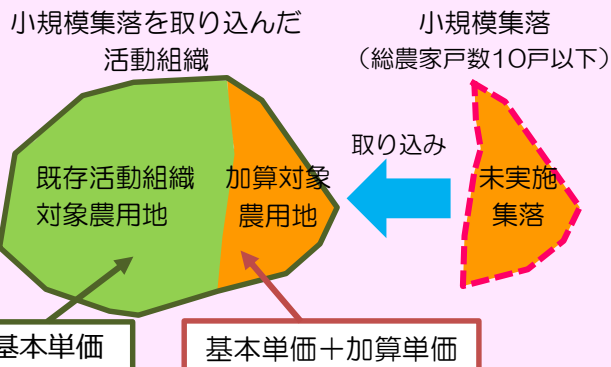 小規模集落を取り込んだ
活動組織
小規模集落
（総農家戸数10戸以下）
取り込み
既存活動組織
対象農用地
加算対象
農用地
未実施
集落
基本単価
基本単価＋加算単価